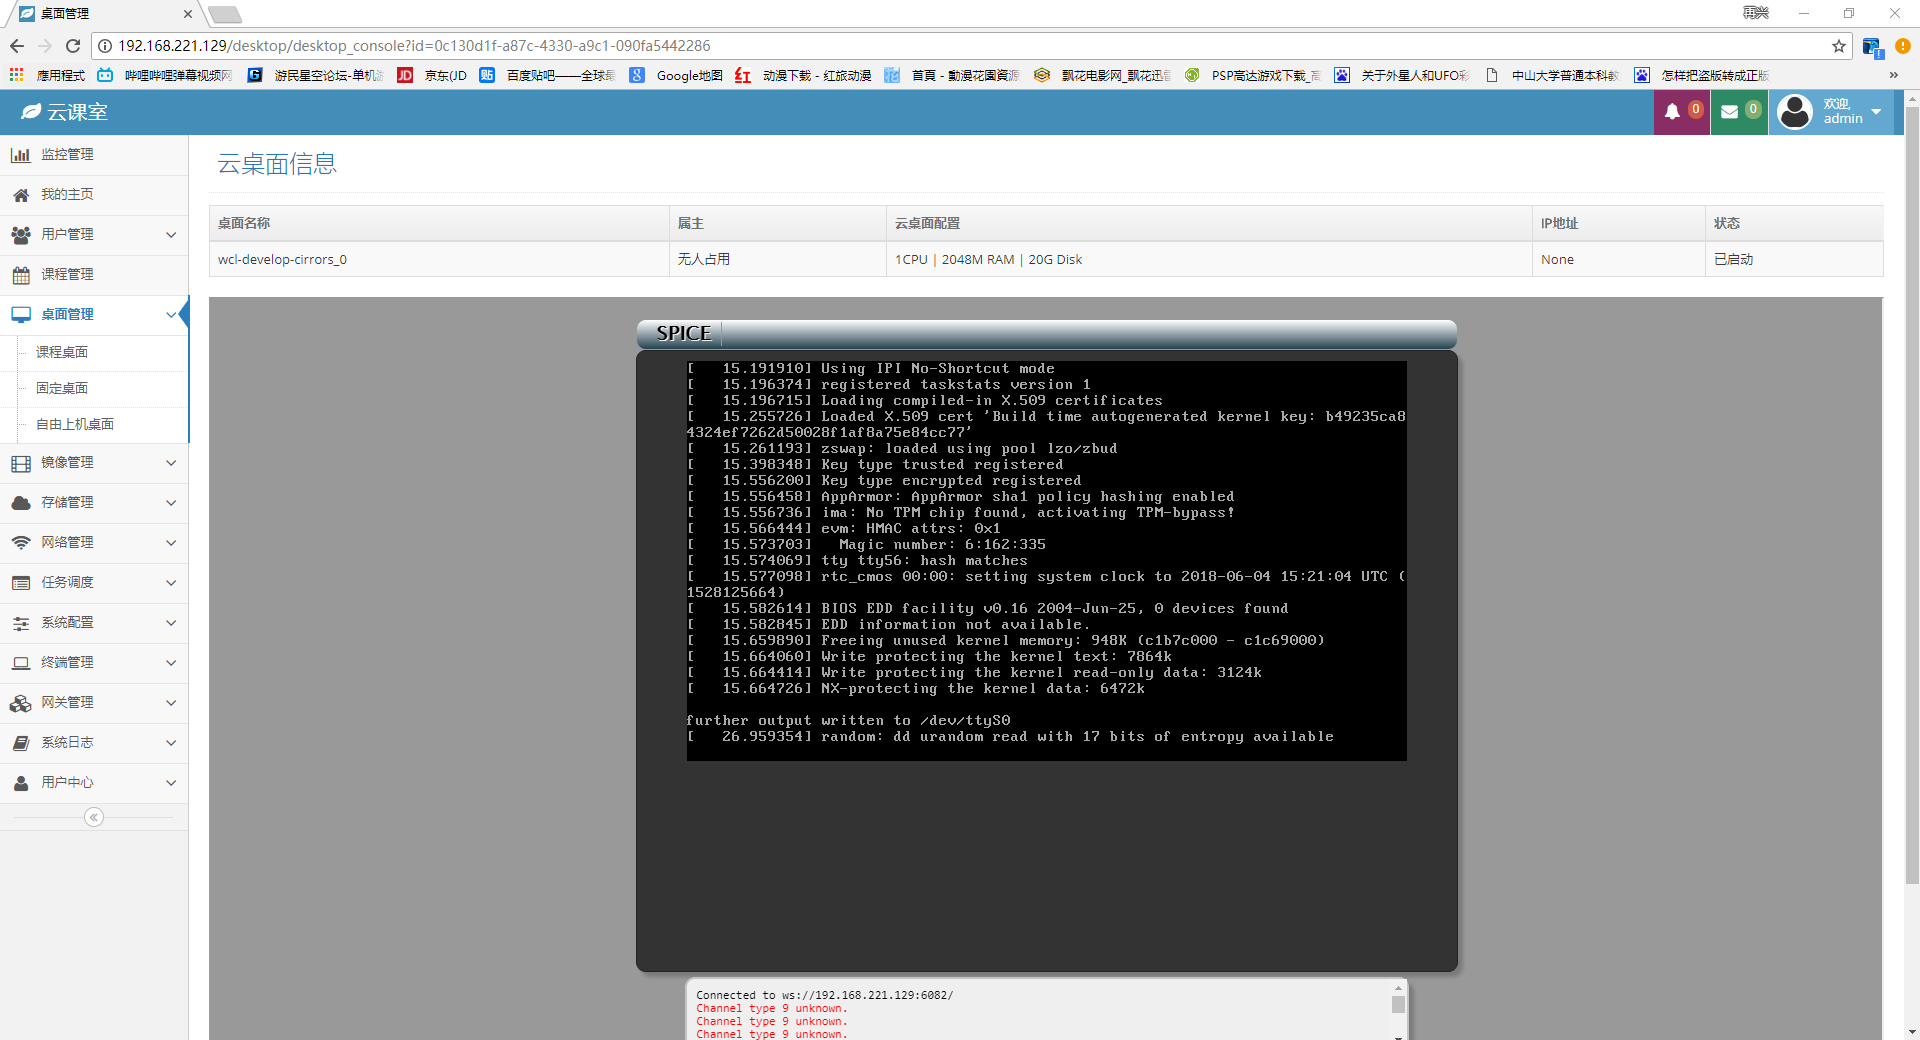 桌面管理
再兴
192.168.221.129/desktop/desktop_console?id=0c130d1f-a87c-4330-a9c1-090fa5442286
應用程式 哔哩哔哩弹幕视频网 游民星空论坛-单机游 京东(JD 百度贴吧——全球最 Google地图 动漫下载 - 红旅动漫 首頁 - 動漫花園資源 飘花电影网_飘花迅雷 PSP高达游戏下载_高 关于外星人和UFO彩 中山大学普通本科教 怎样把盗版转成正版 »
云课室
0 0 欢迎,
admin
监控管理
我的主页
用户管理
课程管理
桌面管理
课程桌面
固定桌面
自由上机桌面
镜像管理
存储管理
网络管理
任务调度
系统配置
终端管理
网关管理
系统日志
用户中心
云桌面信息
桌面名称 属主 云桌面配置 IP地址 状态
wcl-develop-cirrors_0 无人占用 1CPU | 2048M RAM | 20G Disk None 已启动
SPICE
[   15.191910] Using IPI No-Shortcut mode
[   15.196374] registered taskstats version 1
[   15.196715] Loading compiled-in X.509 certificates
[   15.255726] Loaded X.509 cert 'Build time autogenerated kernel key: b49235ca8
4324ef7262d50028f1af8a75e84cc77'
[   15.261193] zswap: loaded using pool lzo/zbud
[   15.398348] Key type trusted registered
[   15.556200] Key type encrypted registered
[   15.556458] AppArmor: AppArmor sha1 policy hashing enabled
[   15.556736] ima: No TPM chip found, activating TPM-bypass!
[   15.566444] evm: HMAC attrs: 0x1
[   15.573703]   Magic number: 6:162:335
[   15.574069] tty tty56: hash matches
[   15.577098] rtc_cmos 00:00: setting system clock to 2018-06-04 15:21:04 UTC (
1528125664)
[   15.582614] BIOS EDD facility v0.16 2004-Jun-25, 0 devices found
[   15.582845] EDD information not available.
[   15.659890] Freeing unused kernel memory: 948K (c1b7c000 - c1c69000)
[   15.664060] Write protecting the kernel text: 7864k
[   15.664414] Write protecting the kernel read-only data: 3124k
[   15.664726] NX-protecting the kernel data: 6472k
further output written to /dev/ttyS0
[   26.959354] random: dd urandom read with 17 bits of entropy available
Connected to ws://192.168.221.129:6082/
Channel type 9 unknown.
Channel type 9 unknown.
Channel type 9 unknown.